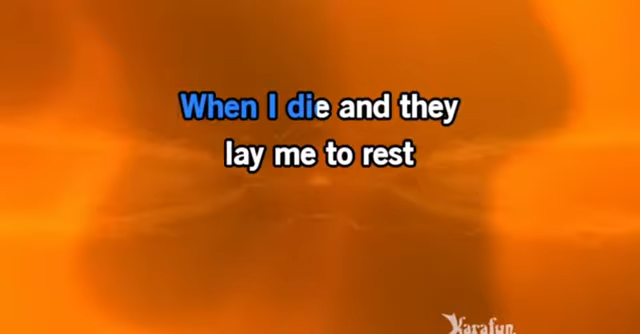 When I die and they
lay me to rest
Karafun